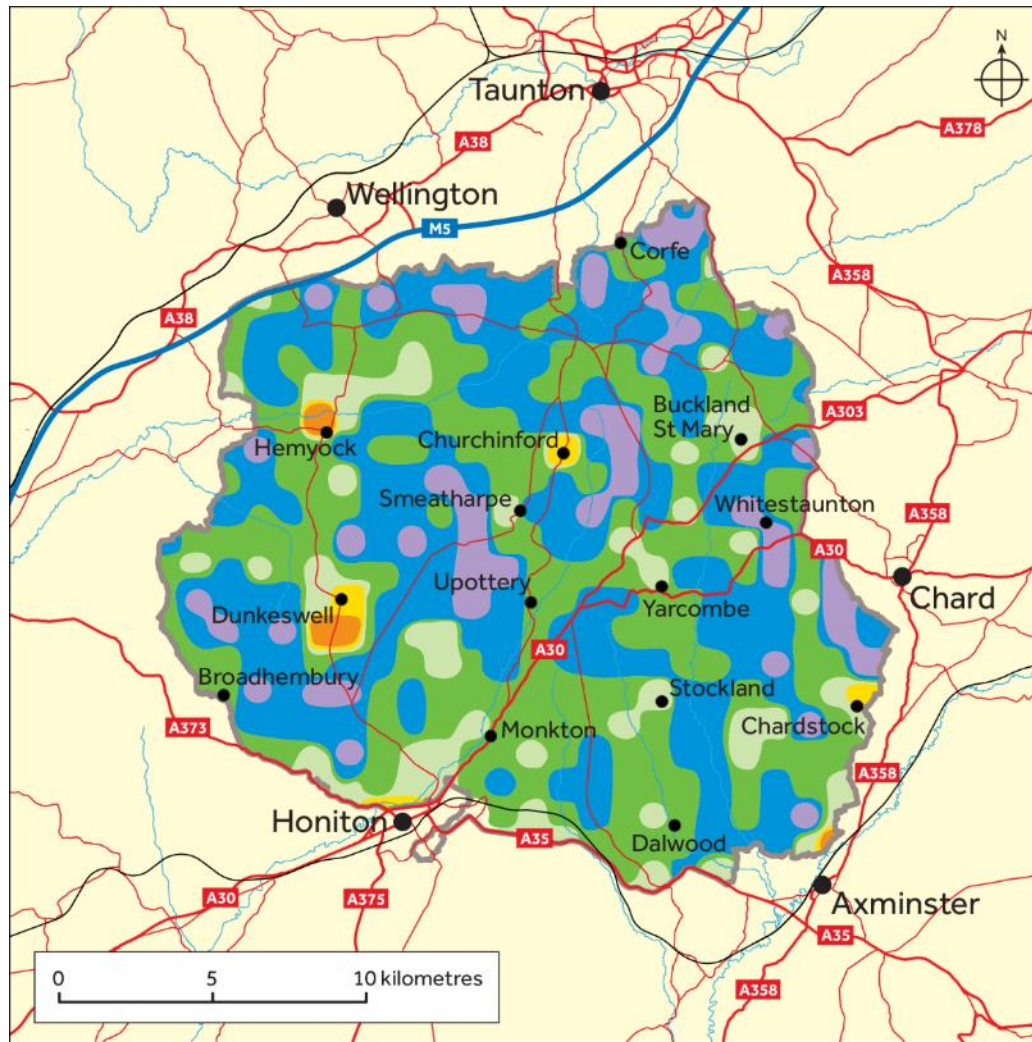 N
Taunton
A378
A38
Wellington
M5
Corfe
A358
A38
Buckland
St Mary
A303
Churchinford
Hemyock
Smeatharpe
Whitestaunton
A358
A30
Chard
Upottery
Dunkeswell
Yarcombe
A30
Broadhembury
Stockland
A373
Monkton
Chardstock
A358
Honiton
A35
Dalwood
A30
A375
Axminster
A35
0 5 10 kilometres
A358